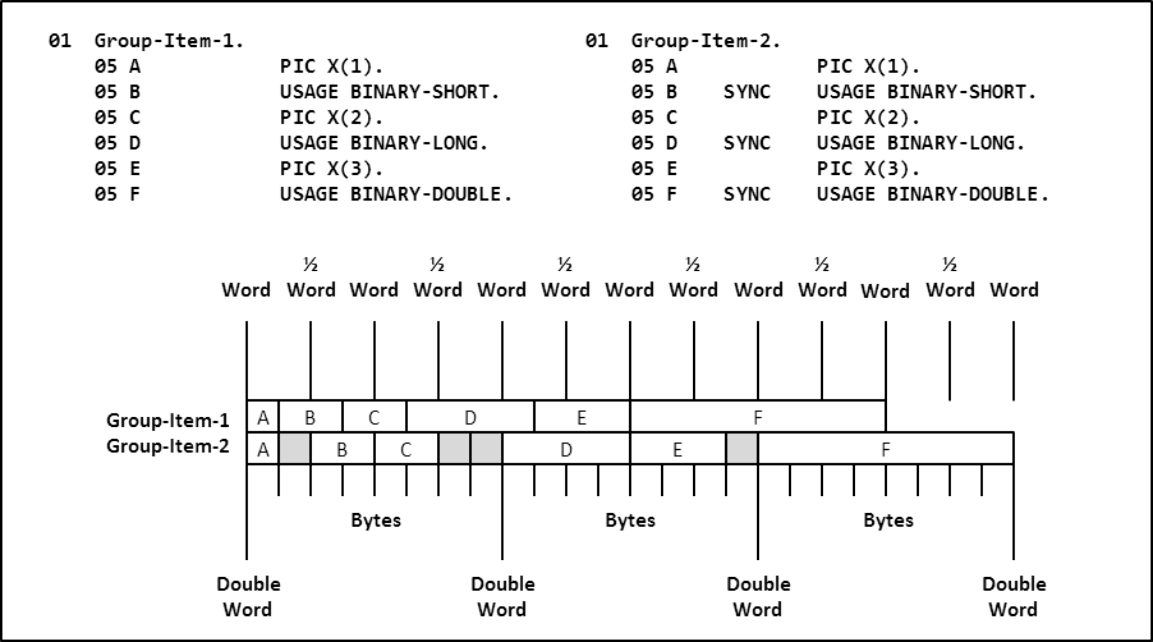 01 Group-Item-1.
05 A PIC X(1).
05 B USAGE BINARY-SHORT.
05 C PIC X(2).
05 D USAGE BINARY-LONG.
05 E PIC X(3).
05 F USAGE BINARY-DOUBLE.
01 Group-Item-2.
05 A PIC X(1).
05 B SYNC USAGE BINARY-SHORT.
05 C PIC X(2).
05 D SYNC USAGE BINARY-LONG.
05 E PIC X(3).
05 F SYNC USAGE BINARY-DOUBLE.
½ ½ ½ ½ ½ ½
Word Word Word Word Word Word Word Word Word Word Word Word Word
Group-Item-1 A B C D E F
Group-Item-2 A B C D E F
Bytes Bytes Bytes
Double Double Double Double
Word Word Word Word